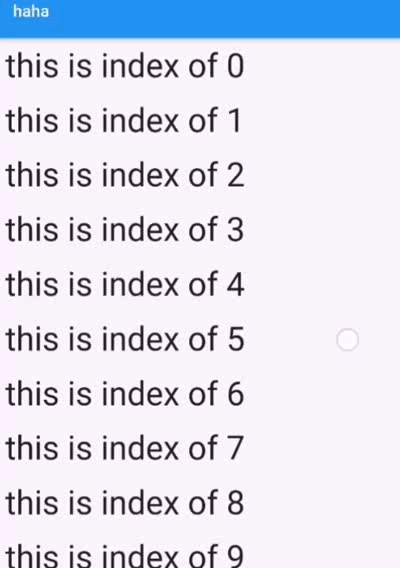 haha
this is index of 0
this is index of 1
this is index of 2
this is index of 3
this is index of 4
this is index of 5
this is index of 6
this is index of 7
this is index of 8
this is index of 9